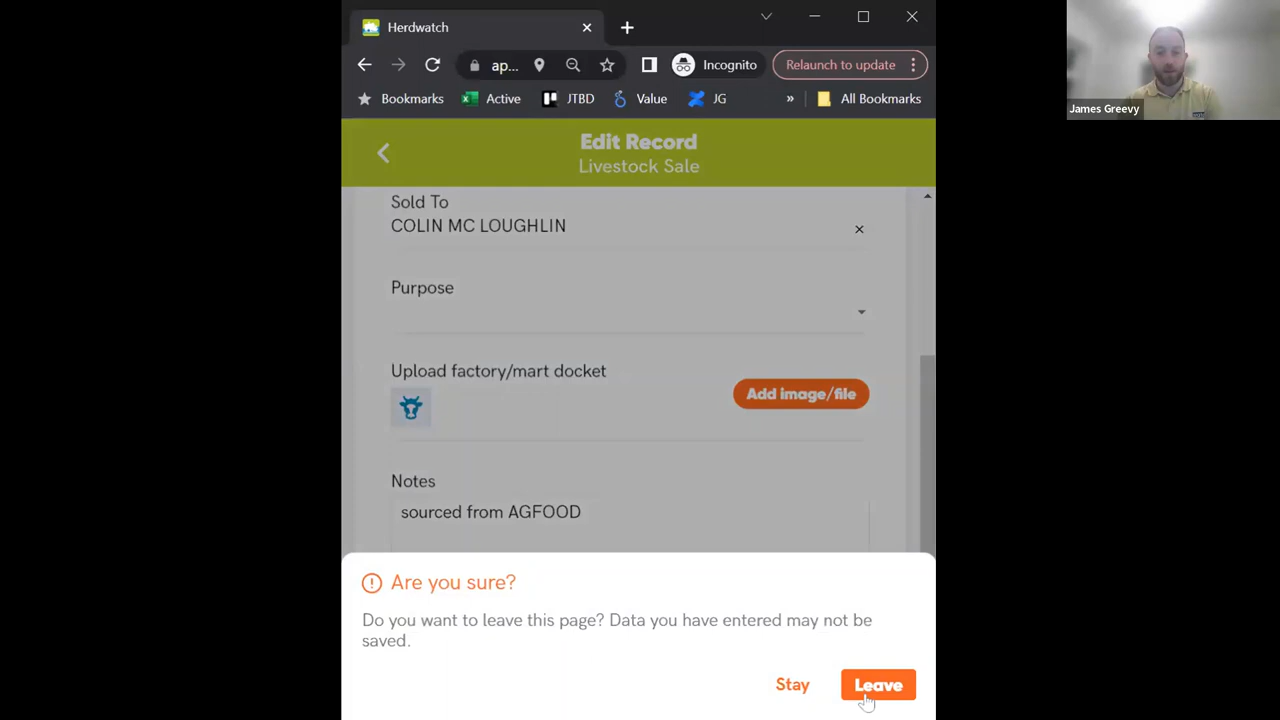 Herdwatch
ap...
Incognito
Relaunch to update
Bookmarks
Active
JTBD
Value
JG
»
All Bookmarks
James Greevy
Edit Record
Livestock Sale
Sold To
COLIN MC LOUGHLIN
Purpose
Upload factory/mart docket
Add image/file
Notes
sourced from AGFOOD
Are you sure?
Do you want to leave this page? Data you have entered may not be
saved.
Stay
Leave